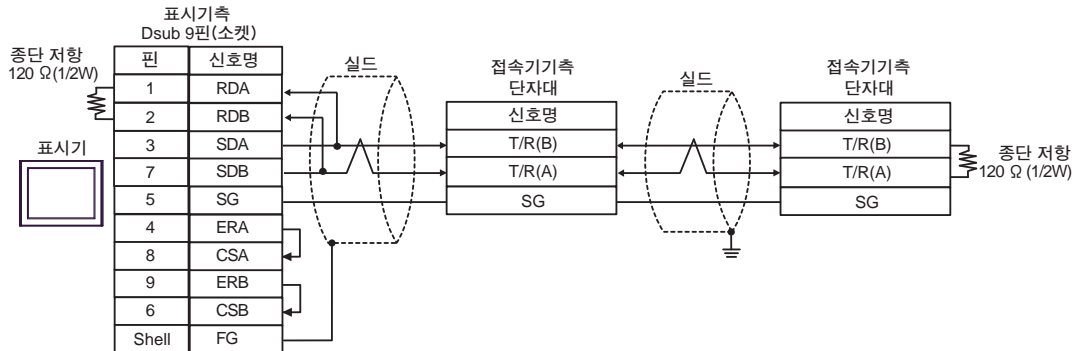 표시기측
Dsub 9핀(소켓)
종단 저항
120 Ω(1/2W)
표시기
핀 신호명
1 RDA
2 RDB
3 SDA
7 SDB
5 SG
4 ERA
8 CSA
9 ERB
6 CSB
Shell FG
실드
접속기기측
단자대
신호명
T/R(B)
T/R(A)
SG
실드
접속기기측
단자대
신호명
T/R(B)
T/R(A)
SG
종단 저항
120 Ω (1/2W)